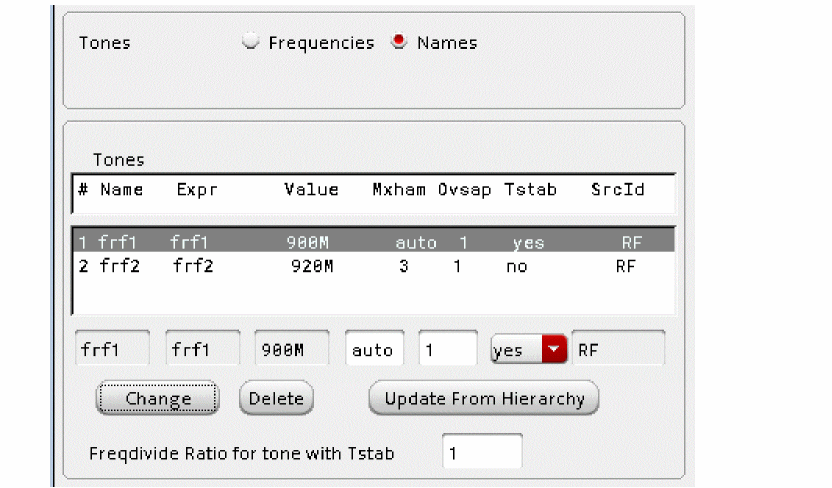 Tones Frequencies Names
Tones
# Name Expr Value Mxham Ovsap Tstab SrcId
1 frf1 frf1 900M auto 1 yes RF
2 frf2 frf2 920M 3 1 no RF
frf1 frf1 900M auto 1 yes RF
Change Delete Update From Hierarchy
Freqdivide Ratio for tone with Tstab 1